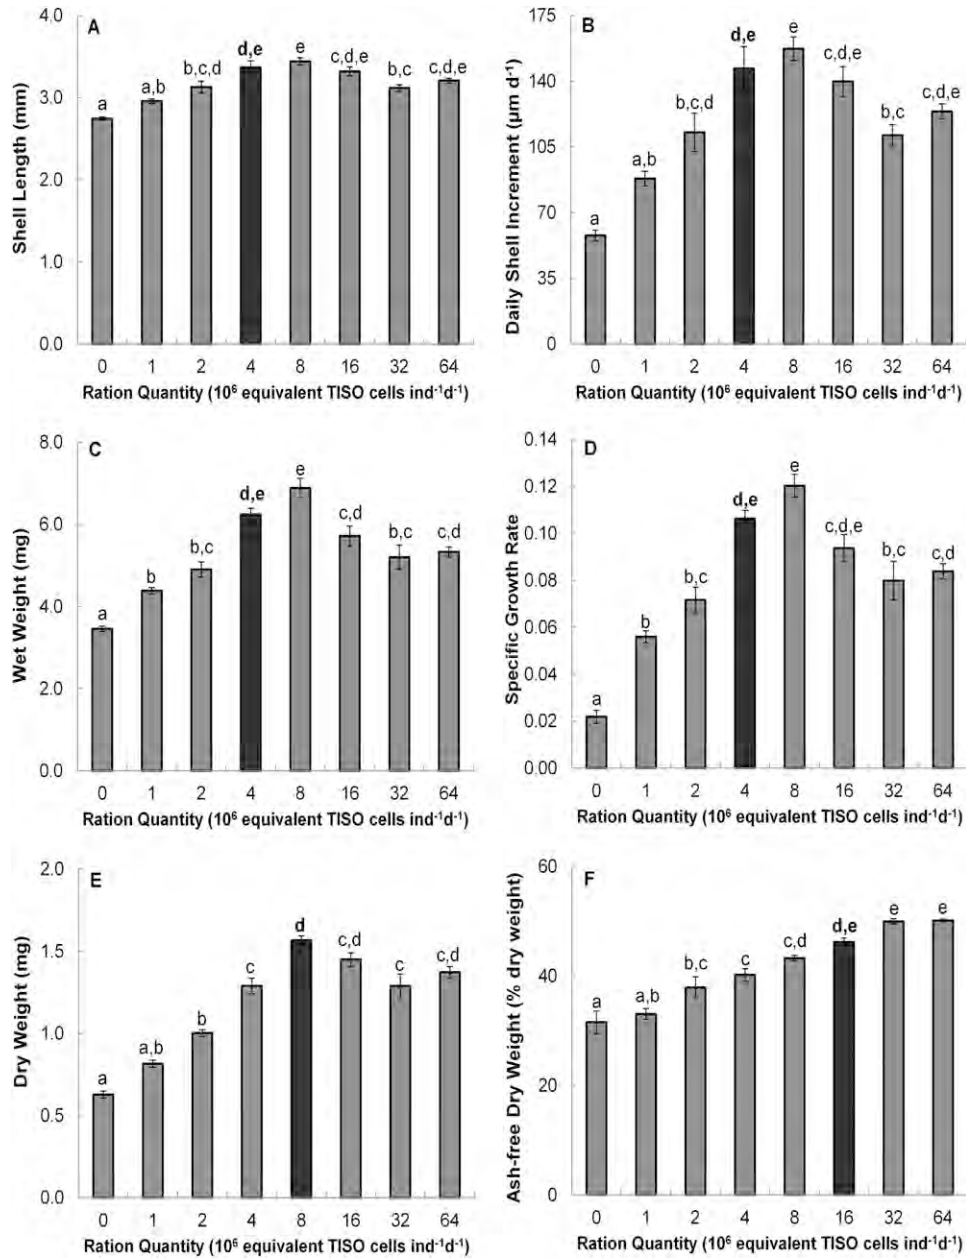 A
4.0
3.0
2.0
1.0
0.0
Shell Length (mm)
a
a,b
b,c,d
d,e
e
c,d,e
b,c
c,d,e
0 1 2 4 8 16 32 64
Ration Quantity (10⁶ equivalent TISO cells ind⁻¹d⁻¹)
B
175
140
105
70
35
0
Daily Shell Increment (µm d⁻¹)
a
a,b
b,c,d
d,e
e
c,d,e
b,c
c,d,e
0 1 2 4 8 16 32 64
Ration Quantity (10⁶ equivalent TISO cells ind⁻¹d⁻¹)
C
8.0
6.0
4.0
2.0
0.0
Wet Weight (mg)
a
b
b,c
d,e
e
c,d
b,c
c,d
0 1 2 4 8 16 32 64
Ration Quantity (10⁶ equivalent TISO cells ind⁻¹d⁻¹)
D
0.14
0.12
0.10
0.08
0.06
0.04
0.02
0.00
Specific Growth Rate
a
b
b,c
d,e
e
c,d,e
b,c
c,d
0 1 2 4 8 16 32 64
Ration Quantity (10⁶ equivalent TISO cells ind⁻¹d⁻¹)
E
2.0
1.5
1.0
0.5
0.0
Dry Weight (mg)
a
a,b
b
c
d
c,d
c
c,d
0 1 2 4 8 16 32 64
Ration Quantity (10⁶ equivalent TISO cells ind⁻¹d⁻¹)
F
60
40
20
0
Ash-free Dry Weight (% dry weight)
a
a,b
b,c
c
c,d
d,e
e
e
0 1 2 4 8 16 32 64
Ration Quantity (10⁶ equivalent TISO cells ind⁻¹d⁻¹)